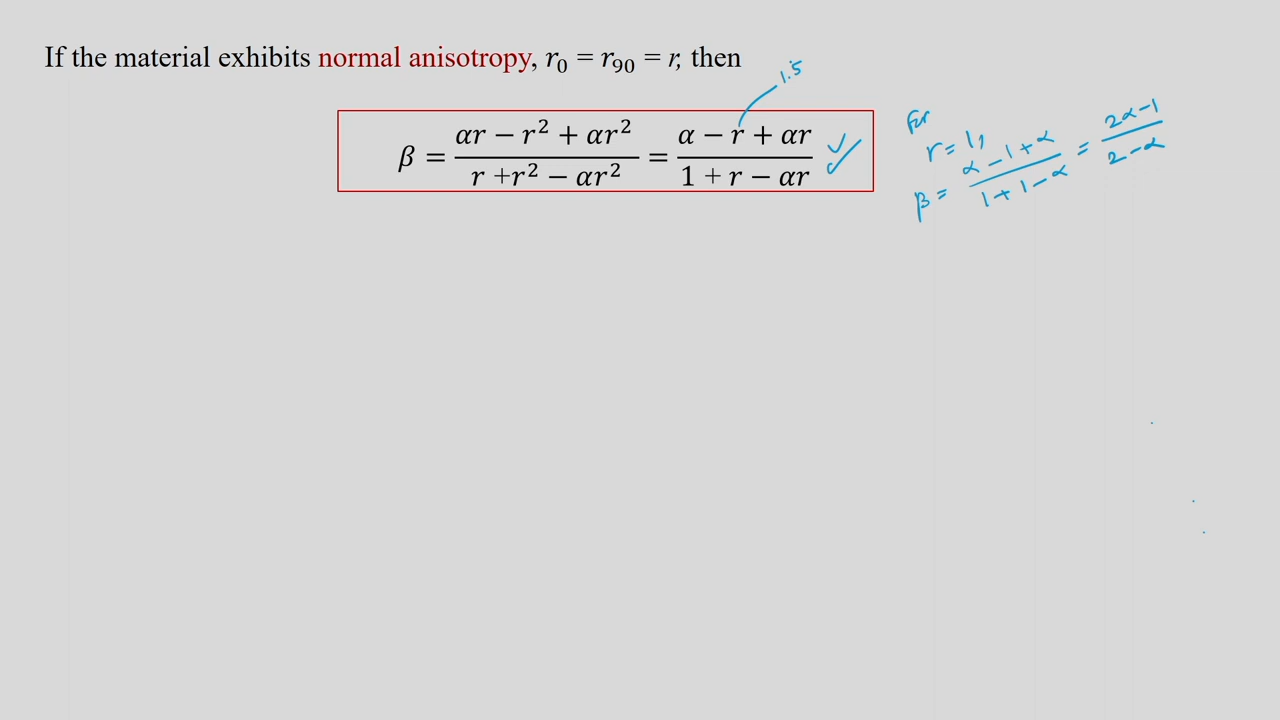 If the material exhibits normal anisotropy, r₀ = r₉₀ = r, then
1.5
β = (αr − r² + αr²)/(r +r² − αr²) = (α − r + αr)/(1 + r − αr)
For
r = 1,
β = (α − 1 + α)/(1 + 1 − α) = (2α − 1)/(2 − α)